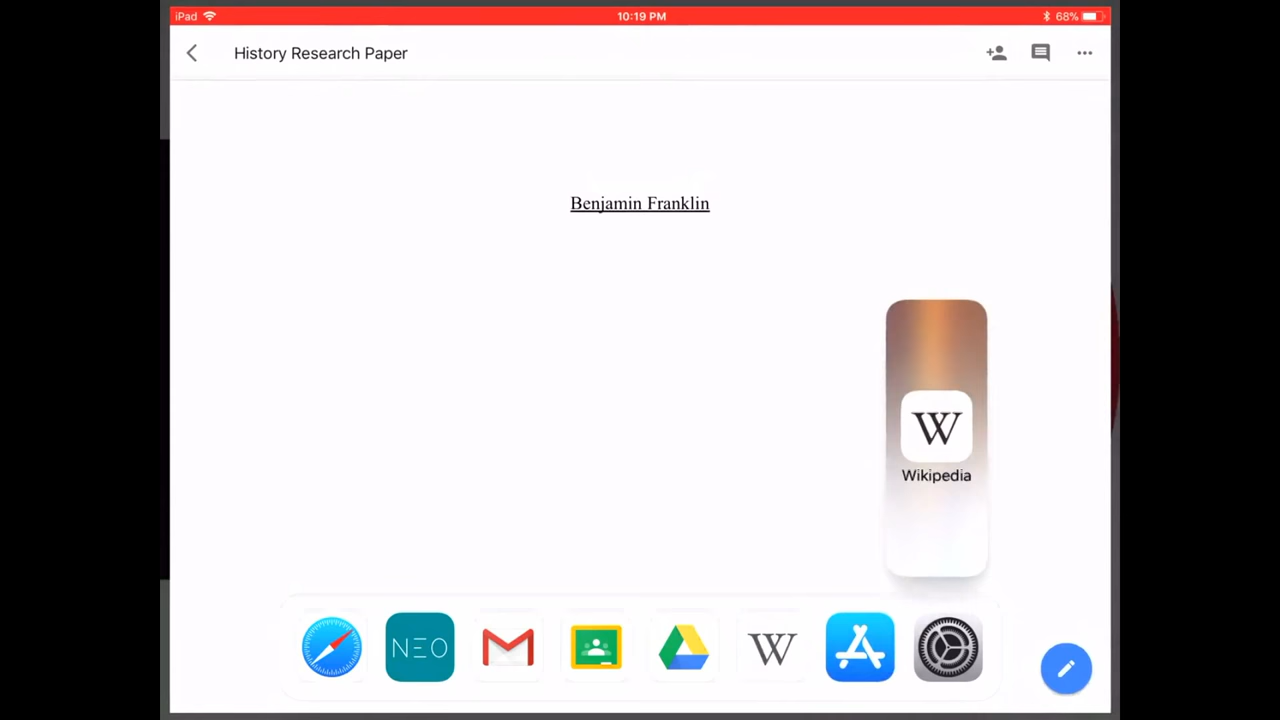 iPad 10:19 PM 68%
History Research Paper
Benjamin Franklin
W
Wikipedia
NEO W